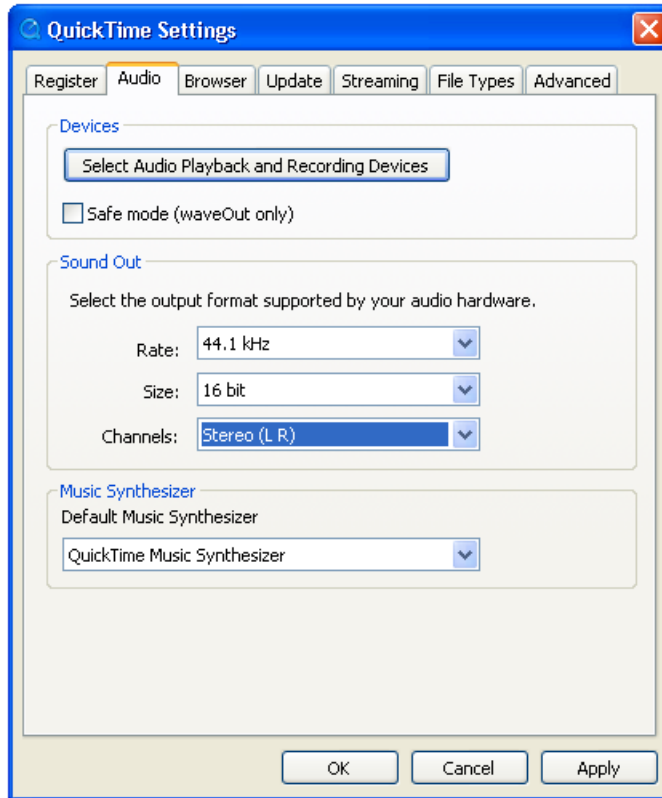 QuickTime Settings
Register Audio Browser Update Streaming File Types Advanced
Devices
Select Audio Playback and Recording Devices
Safe mode (waveOut only)
Sound Out
Select the output format supported by your audio hardware.
Rate: 44.1 kHz
Size: 16 bit
Channels: Stereo (L R)
Music Synthesizer
Default Music Synthesizer
QuickTime Music Synthesizer
OK Cancel Apply